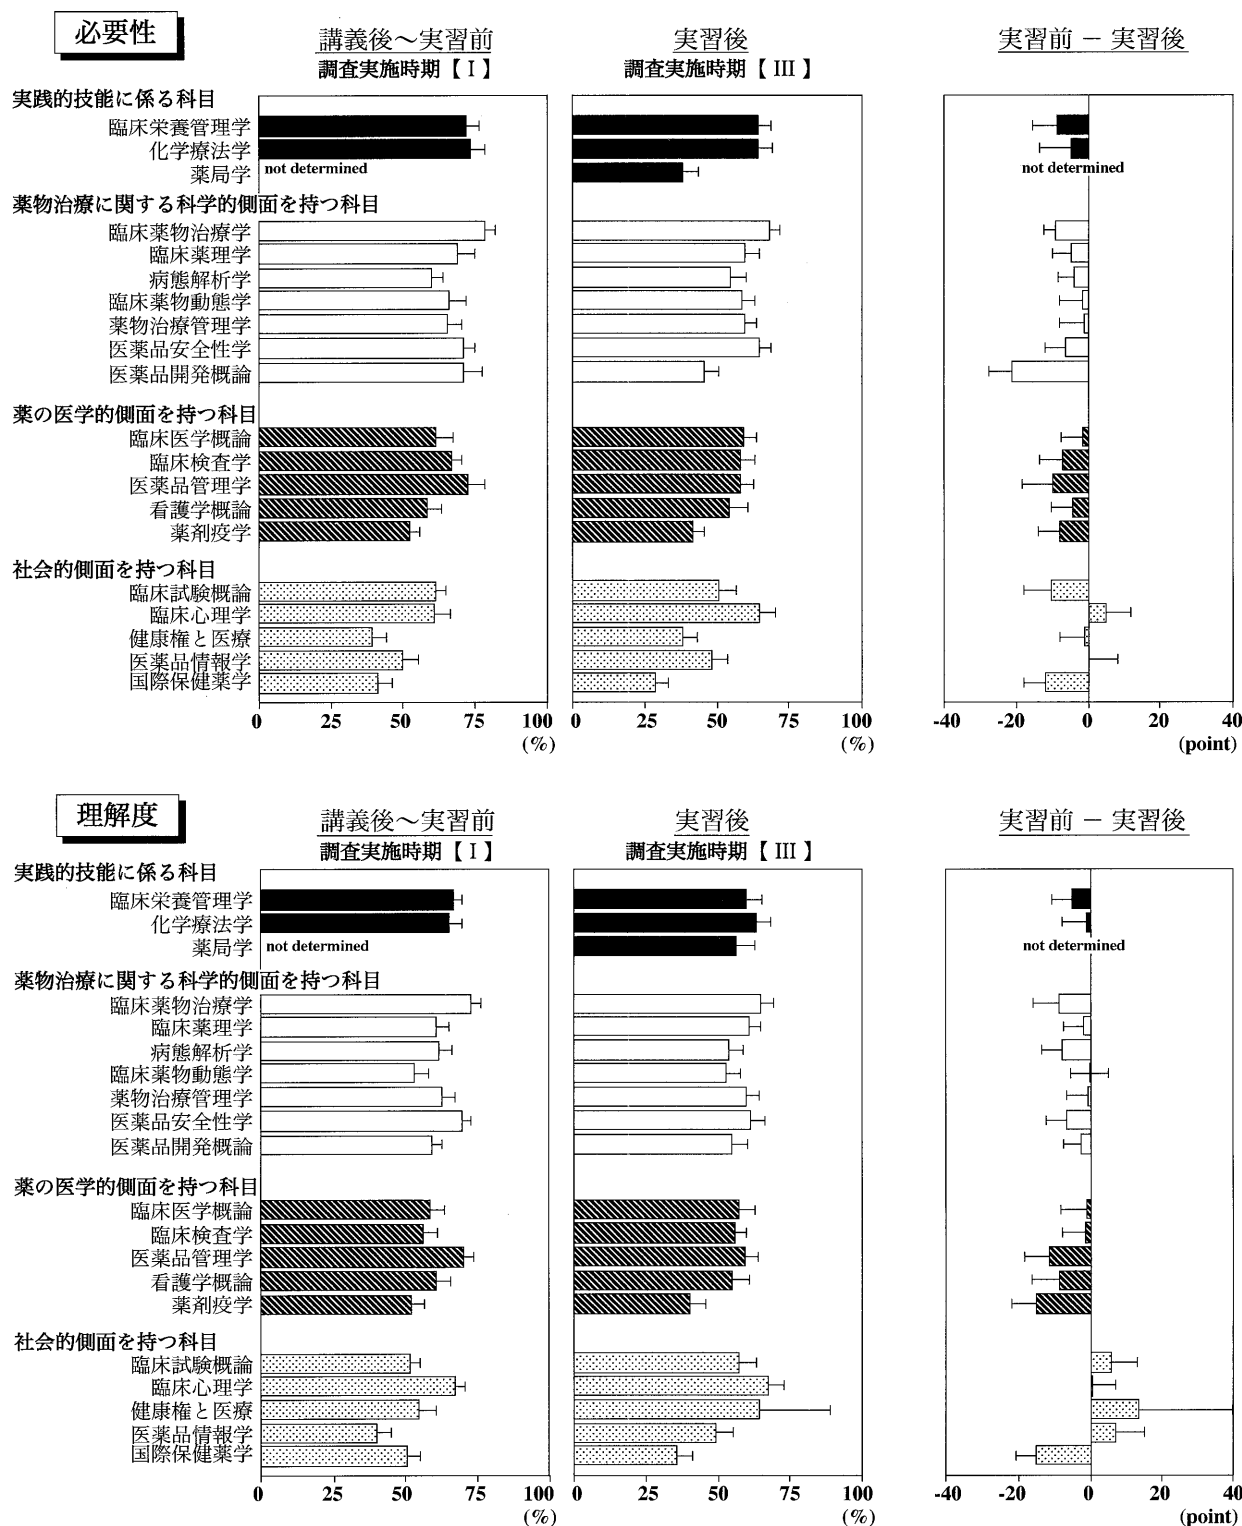 必要性
講義後～実習前 実習後 実習前 － 実習後
調査実施時期【 I 】 調査実施時期【 III 】
実践的技能に係る科目
臨床栄養管理学
化学療法学
薬局学 not determined not determined
薬物治療に関する科学的側面を持つ科目
臨床薬物治療学
臨床薬理学
病態解析学
臨床薬物動態学
薬物治療管理学
医薬品安全性学
医薬品開発概論
薬の医学的側面を持つ科目
臨床医学概論
臨床検査学
医薬品管理学
看護学概論
薬剤疫学
社会的側面を持つ科目
臨床試験概論
臨床心理学
健康権と医療
医薬品情報学
国際保健薬学
0 25 50 75 100 0 25 50 75 100 -40 -20 0 20 40
(%) (%) (point)
理解度
講義後～実習前 実習後 実習前 － 実習後
調査実施時期【 I 】 調査実施時期【 III 】
実践的技能に係る科目
臨床栄養管理学
化学療法学
薬局学 not determined not determined
薬物治療に関する科学的側面を持つ科目
臨床薬物治療学
臨床薬理学
病態解析学
臨床薬物動態学
薬物治療管理学
医薬品安全性学
医薬品開発概論
薬の医学的側面を持つ科目
臨床医学概論
臨床検査学
医薬品管理学
看護学概論
薬剤疫学
社会的側面を持つ科目
臨床試験概論
臨床心理学
健康権と医療
医薬品情報学
国際保健薬学
0 25 50 75 100 0 25 50 75 100 -40 -20 0 20 40
(%) (%) (point)